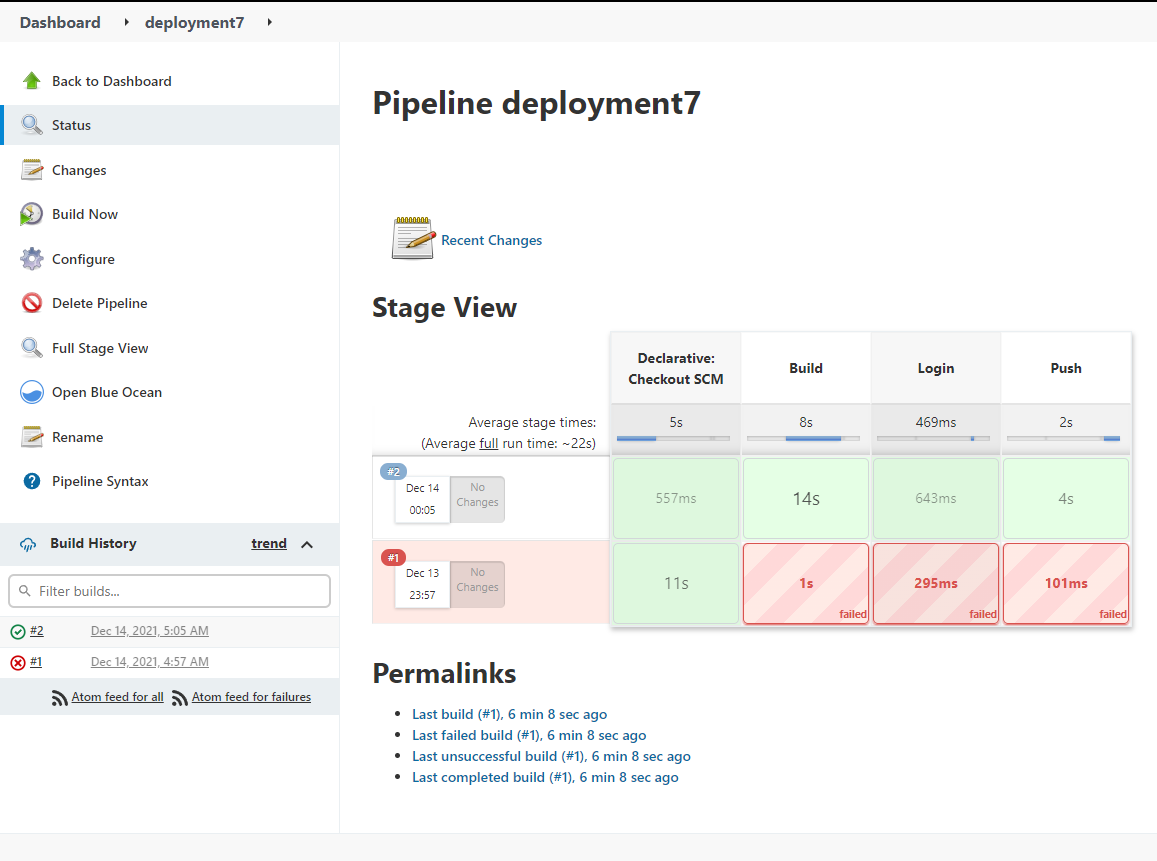 Dashboard
deployment7
Back to Dashboard
Status
Changes
Build Now
Configure
Delete Pipeline
Full Stage View
Open Blue Ocean
Rename
? Pipeline Syntax
Build History
trend
Filter builds...
#2 Dec 14, 2021, 5:05 AM
#1 Dec 14, 2021, 4:57 AM
Atom feed for all Atom feed for failures
Pipeline deployment7
Recent Changes
Stage View
Declarative:
Checkout SCM
Build
Login
Push
Average stage times:
(Average full run time: ~22s)
5s
8s
469ms
2s
#2
Dec 14
00:05
No
Changes
557ms
14s
643ms
4s
#1
Dec 13
23:57
No
Changes
11s
1s
failed
295ms
failed
101ms
failed
Permalinks
Last build (#1), 6 min 8 sec ago
Last failed build (#1), 6 min 8 sec ago
Last unsuccessful build (#1), 6 min 8 sec ago
Last completed build (#1), 6 min 8 sec ago